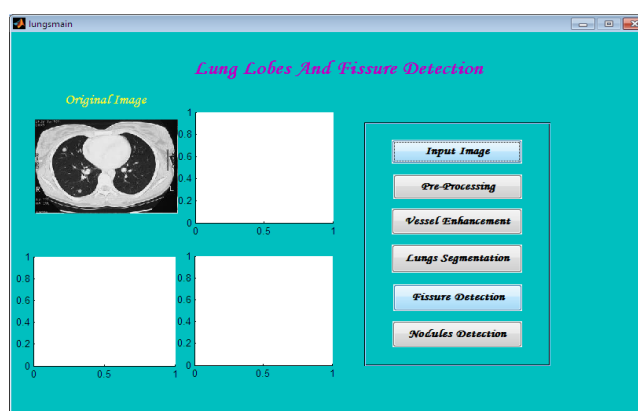 lungsmain
Lung Lobes And Fissure Detection
Original Image
R
L
1
0.8
0.6
0.4
0.2
0
0 0.5 1
1
0.8
0.6
0.4
0.2
0
0 0.5 1
1
0.8
0.6
0.4
0.2
0
0 0.5 1
Input Image
Pre-Processing
Vessel Enhancement
Lungs Segmentation
Fissure Detection
Nodules Detection